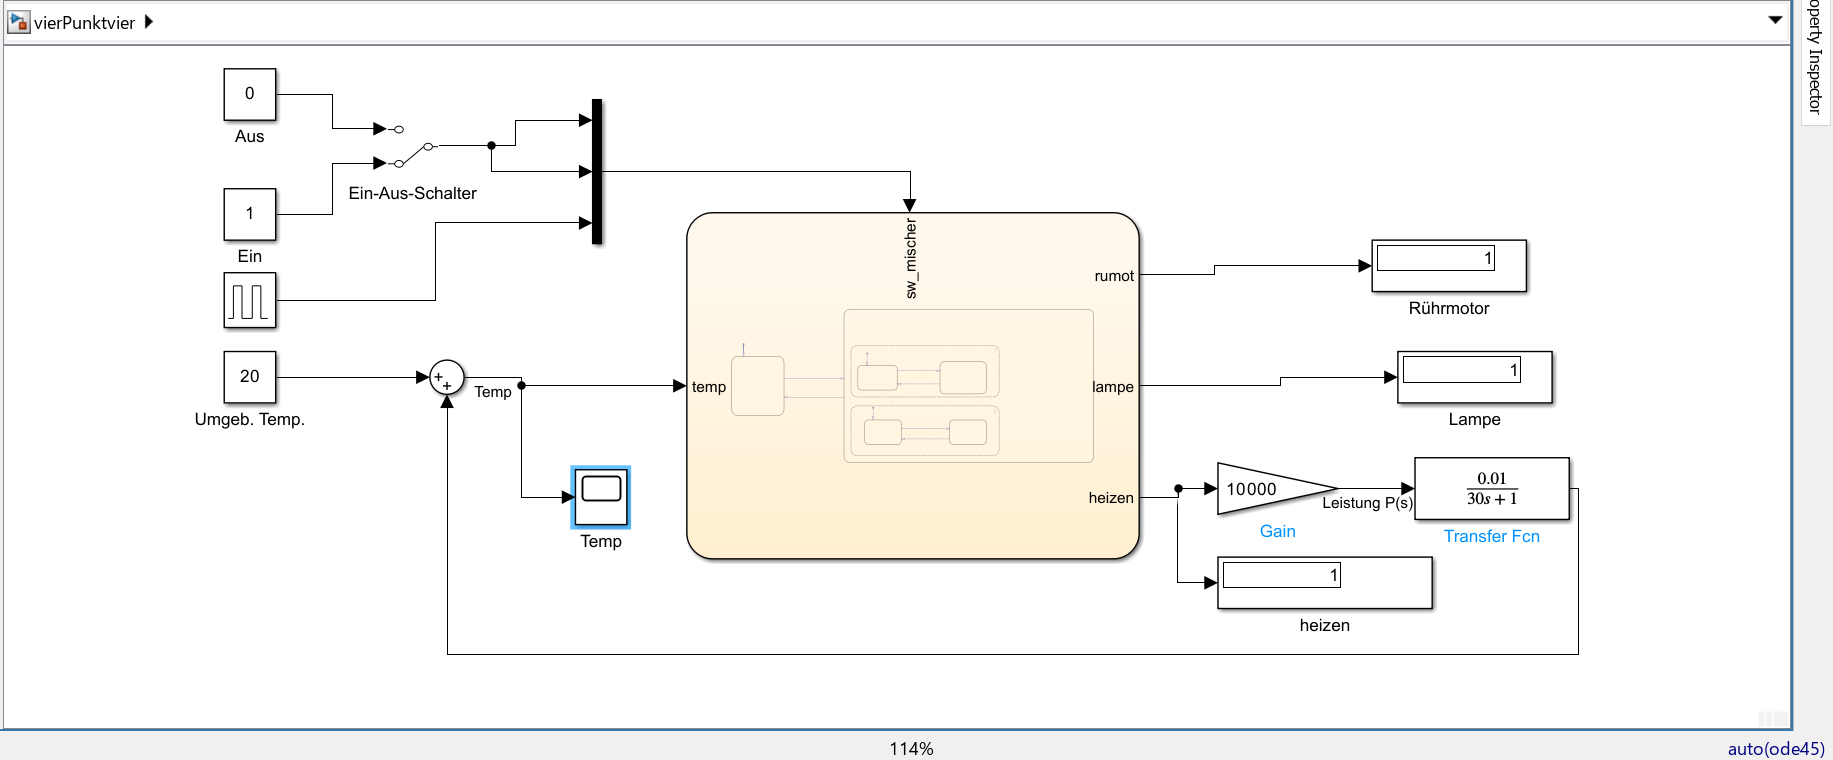 vierPunktvier
operty Inspector
0
Aus
Ein-Aus-Schalter
1
Ein
sw_mischer
rumot
1
Rührmotor
20
Umgeb. Temp.
+
+
Temp
temp
lampe
1
Lampe
Temp
heizen
10000
Gain
Leistung P(s)
0.01
30s + 1
Transfer Fcn
1
heizen
114%
auto(ode45)